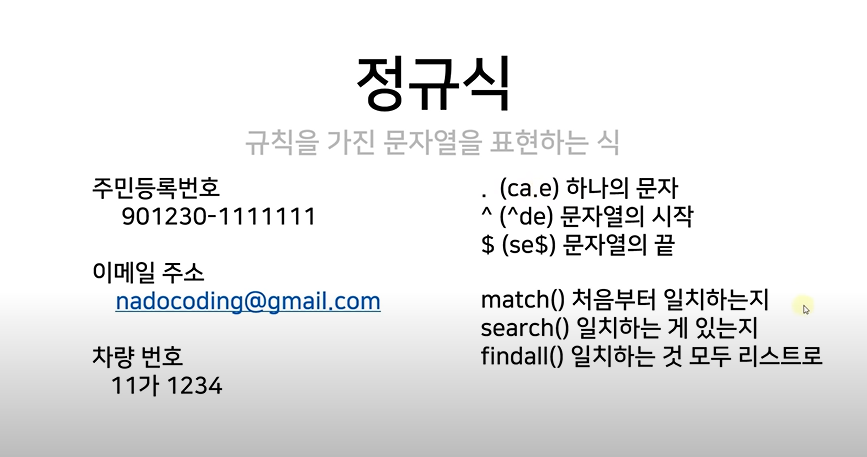 정규식
규칙을 가진 문자열을 표현하는 식
주민등록번호
901230-1111111
이메일 주소
nadocoding@gmail.com
차량 번호
11가 1234
. (ca.e) 하나의 문자
^ (^de) 문자열의 시작
$ (se$) 문자열의 끝
match() 처음부터 일치하는지
search() 일치하는 게 있는지
findall() 일치하는 것 모두 리스트로